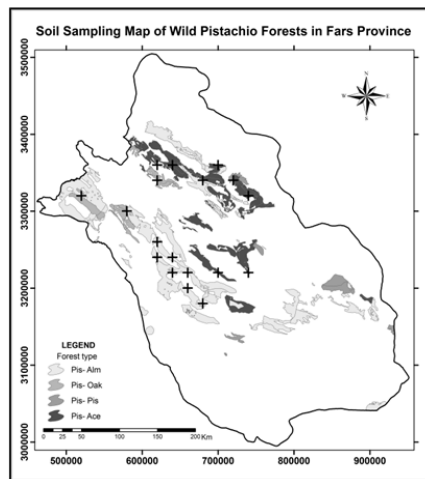 Soil Sampling Map of Wild Pistachio Forests in Fars Province
N
W E
S
3500000
3400000
3300000
3200000
3100000
3000000
LEGEND
Forest type
Pis- Alm
Pis- Oak
Pis- Pis
Pis- Ace
0 25 50 100 150 200
Km
500000 600000 700000 800000 900000